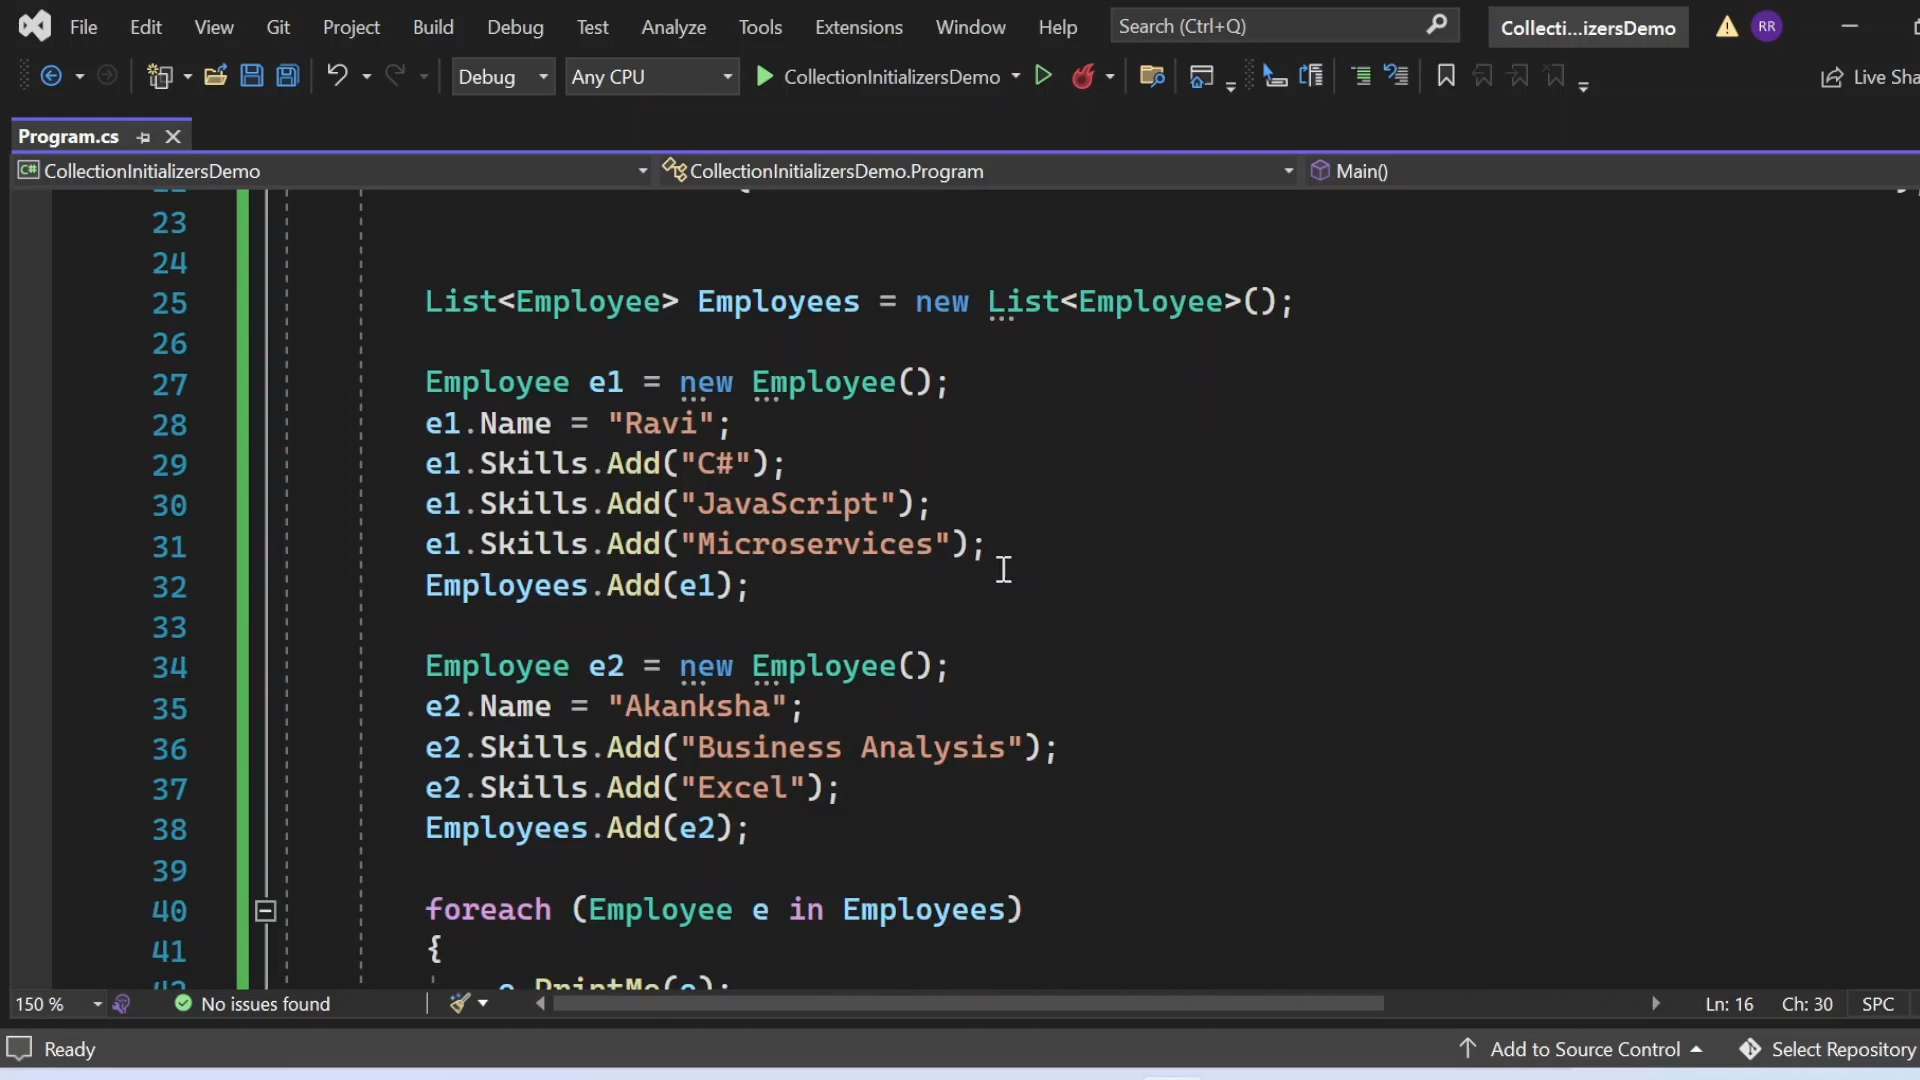 File Edit View Git Project Build Debug Test Analyze Tools Extensions Window Help Search (Ctrl+Q) Collecti...izersDemo RR
Debug Any CPU CollectionInitializersDemo Live Sha
Program.cs
C# CollectionInitializersDemo CollectionInitializersDemo.Program Main()
23
24
25 List<Employee> Employees = new List<Employee>();
26
27 Employee e1 = new Employee();
28 e1.Name = "Ravi";
29 e1.Skills.Add("C#");
30 e1.Skills.Add("JavaScript");
31 e1.Skills.Add("Microservices");
32 Employees.Add(e1);
33
34 Employee e2 = new Employee();
35 e2.Name = "Akanksha";
36 e2.Skills.Add("Business Analysis");
37 e2.Skills.Add("Excel");
38 Employees.Add(e2);
39
40 foreach (Employee e in Employees)
41 {
e.PrintMe(e);
150 % No issues found Ln: 16 Ch: 30 SPC
Ready Add to Source Control Select Repository